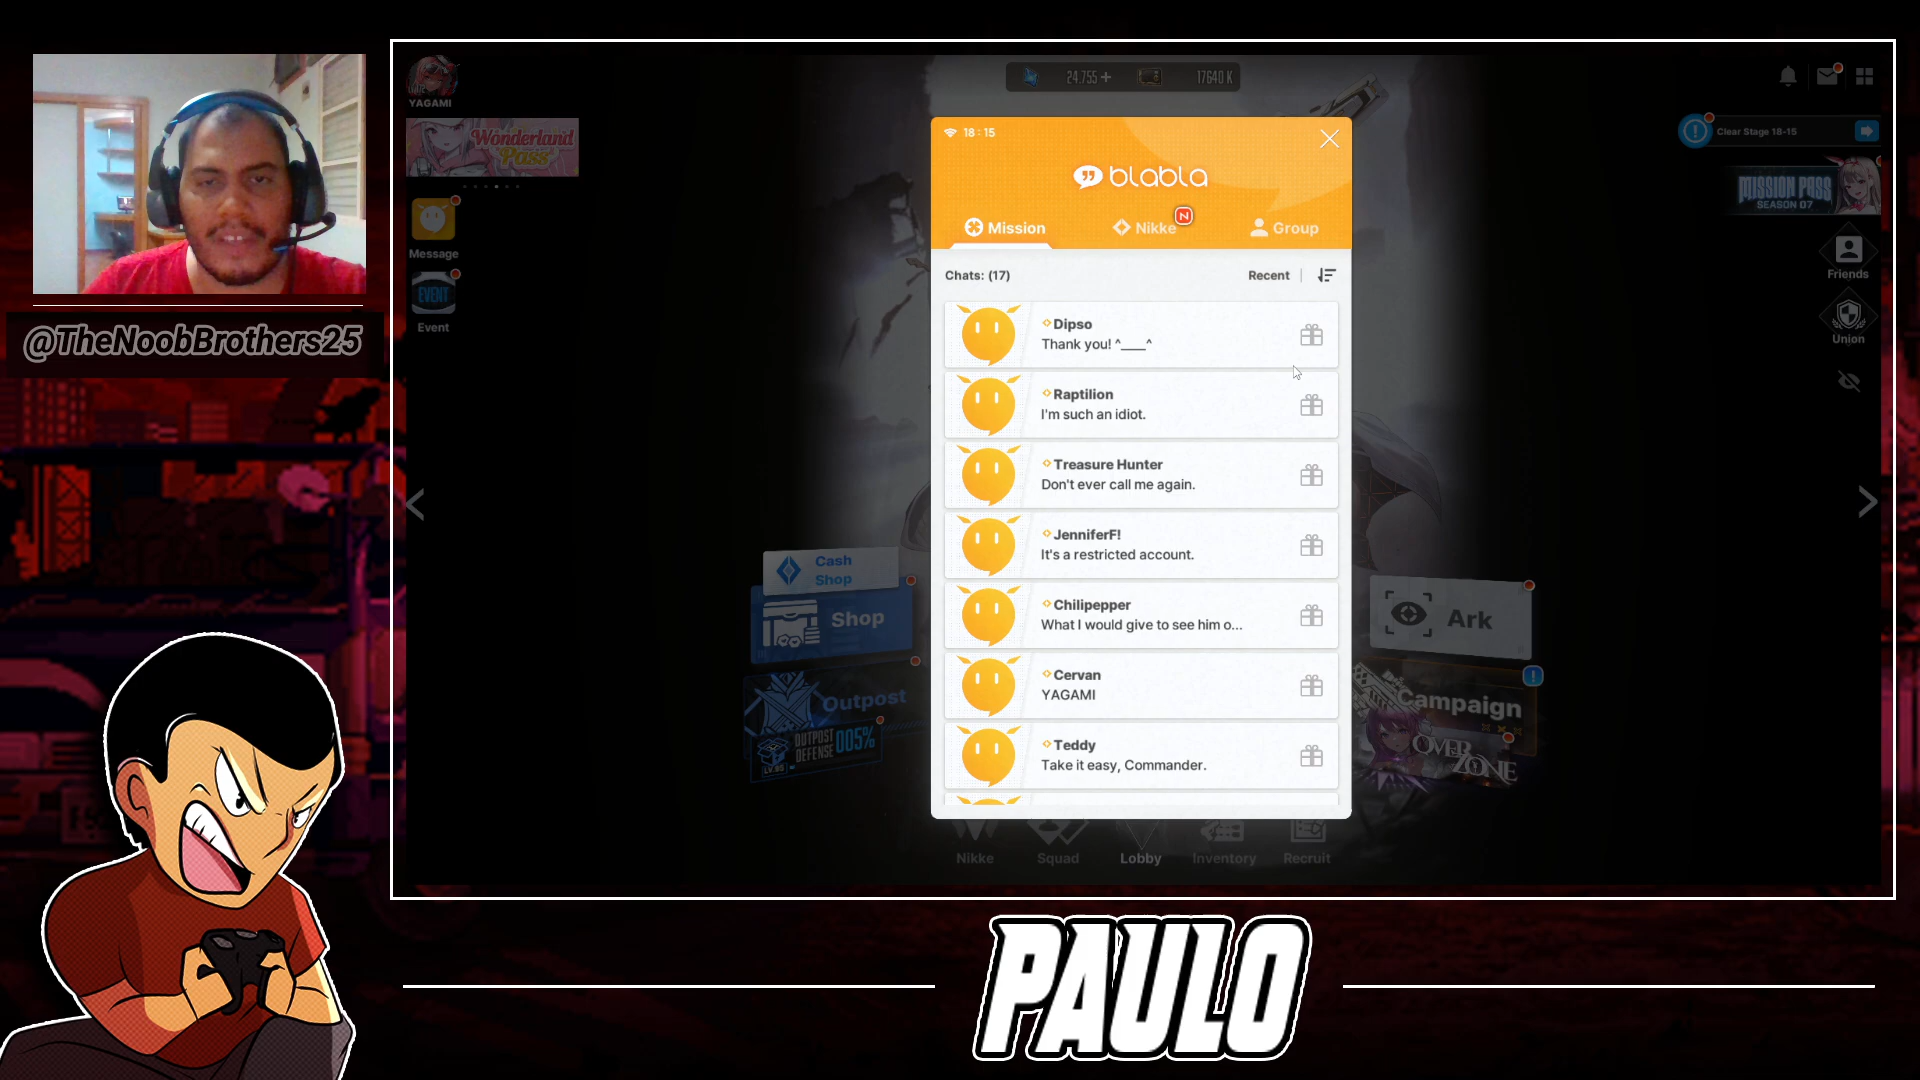 YAGAMI
24,755 +
17640 K
Wonderland
Pass
Message
EVENT
Event
@TheNoobBrothers25
18:15
blabla
Mission
Nikke
N
Group
Chats: (17)
Recent
Dipso
Thank you! ^____^
Raptilion
I'm such an idiot.
Treasure Hunter
Don't ever call me again.
JenniferF!
It's a restricted account.
Chilipepper
What I would give to see him o...
Cervan
YAGAMI
Teddy
Take it easy, Commander.
Clear Stage 18-15
MISSION PASS
SEASON 07
Friends
Union
Cash
Shop
Shop
Outpost
OUTPOST
DEFENSE
005%
LV.95
Ark
Campaign
OVER
ZONE
Nikke
Squad
Lobby
Inventory
Recruit
PAULO